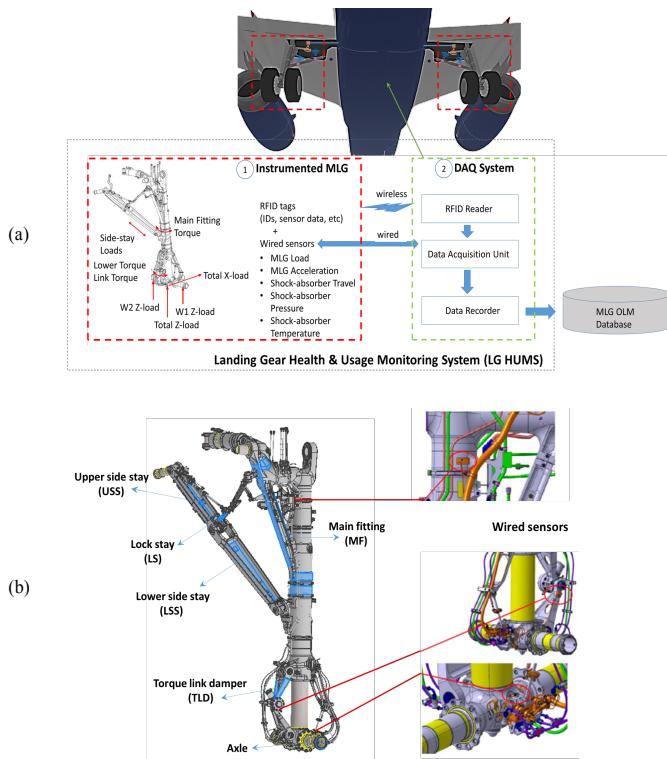 (a)
1 Instrumented MLG
2 DAQ System
Main Fitting
Torque
Side-stay
Loads
Lower Torque
Link Torque
Total X-load
W2 Z-load
W1 Z-load
Total Z-load
RFID tags
(IDs, sensor data, etc)
+
Wired sensors
• MLG Load
• MLG Acceleration
• Shock-absorber Travel
• Shock-absorber
Pressure
• Shock-absorber
Temperature
wireless
wired
RFID Reader
Data Acquisition Unit
Data Recorder
MLG OLM
Database
Landing Gear Health & Usage Monitoring System (LG HUMS)
(b)
Upper side stay
(USS)
Lock stay
(LS)
Lower side stay
(LSS)
Main fitting
(MF)
Torque link damper
(TLD)
Axle
Wired sensors